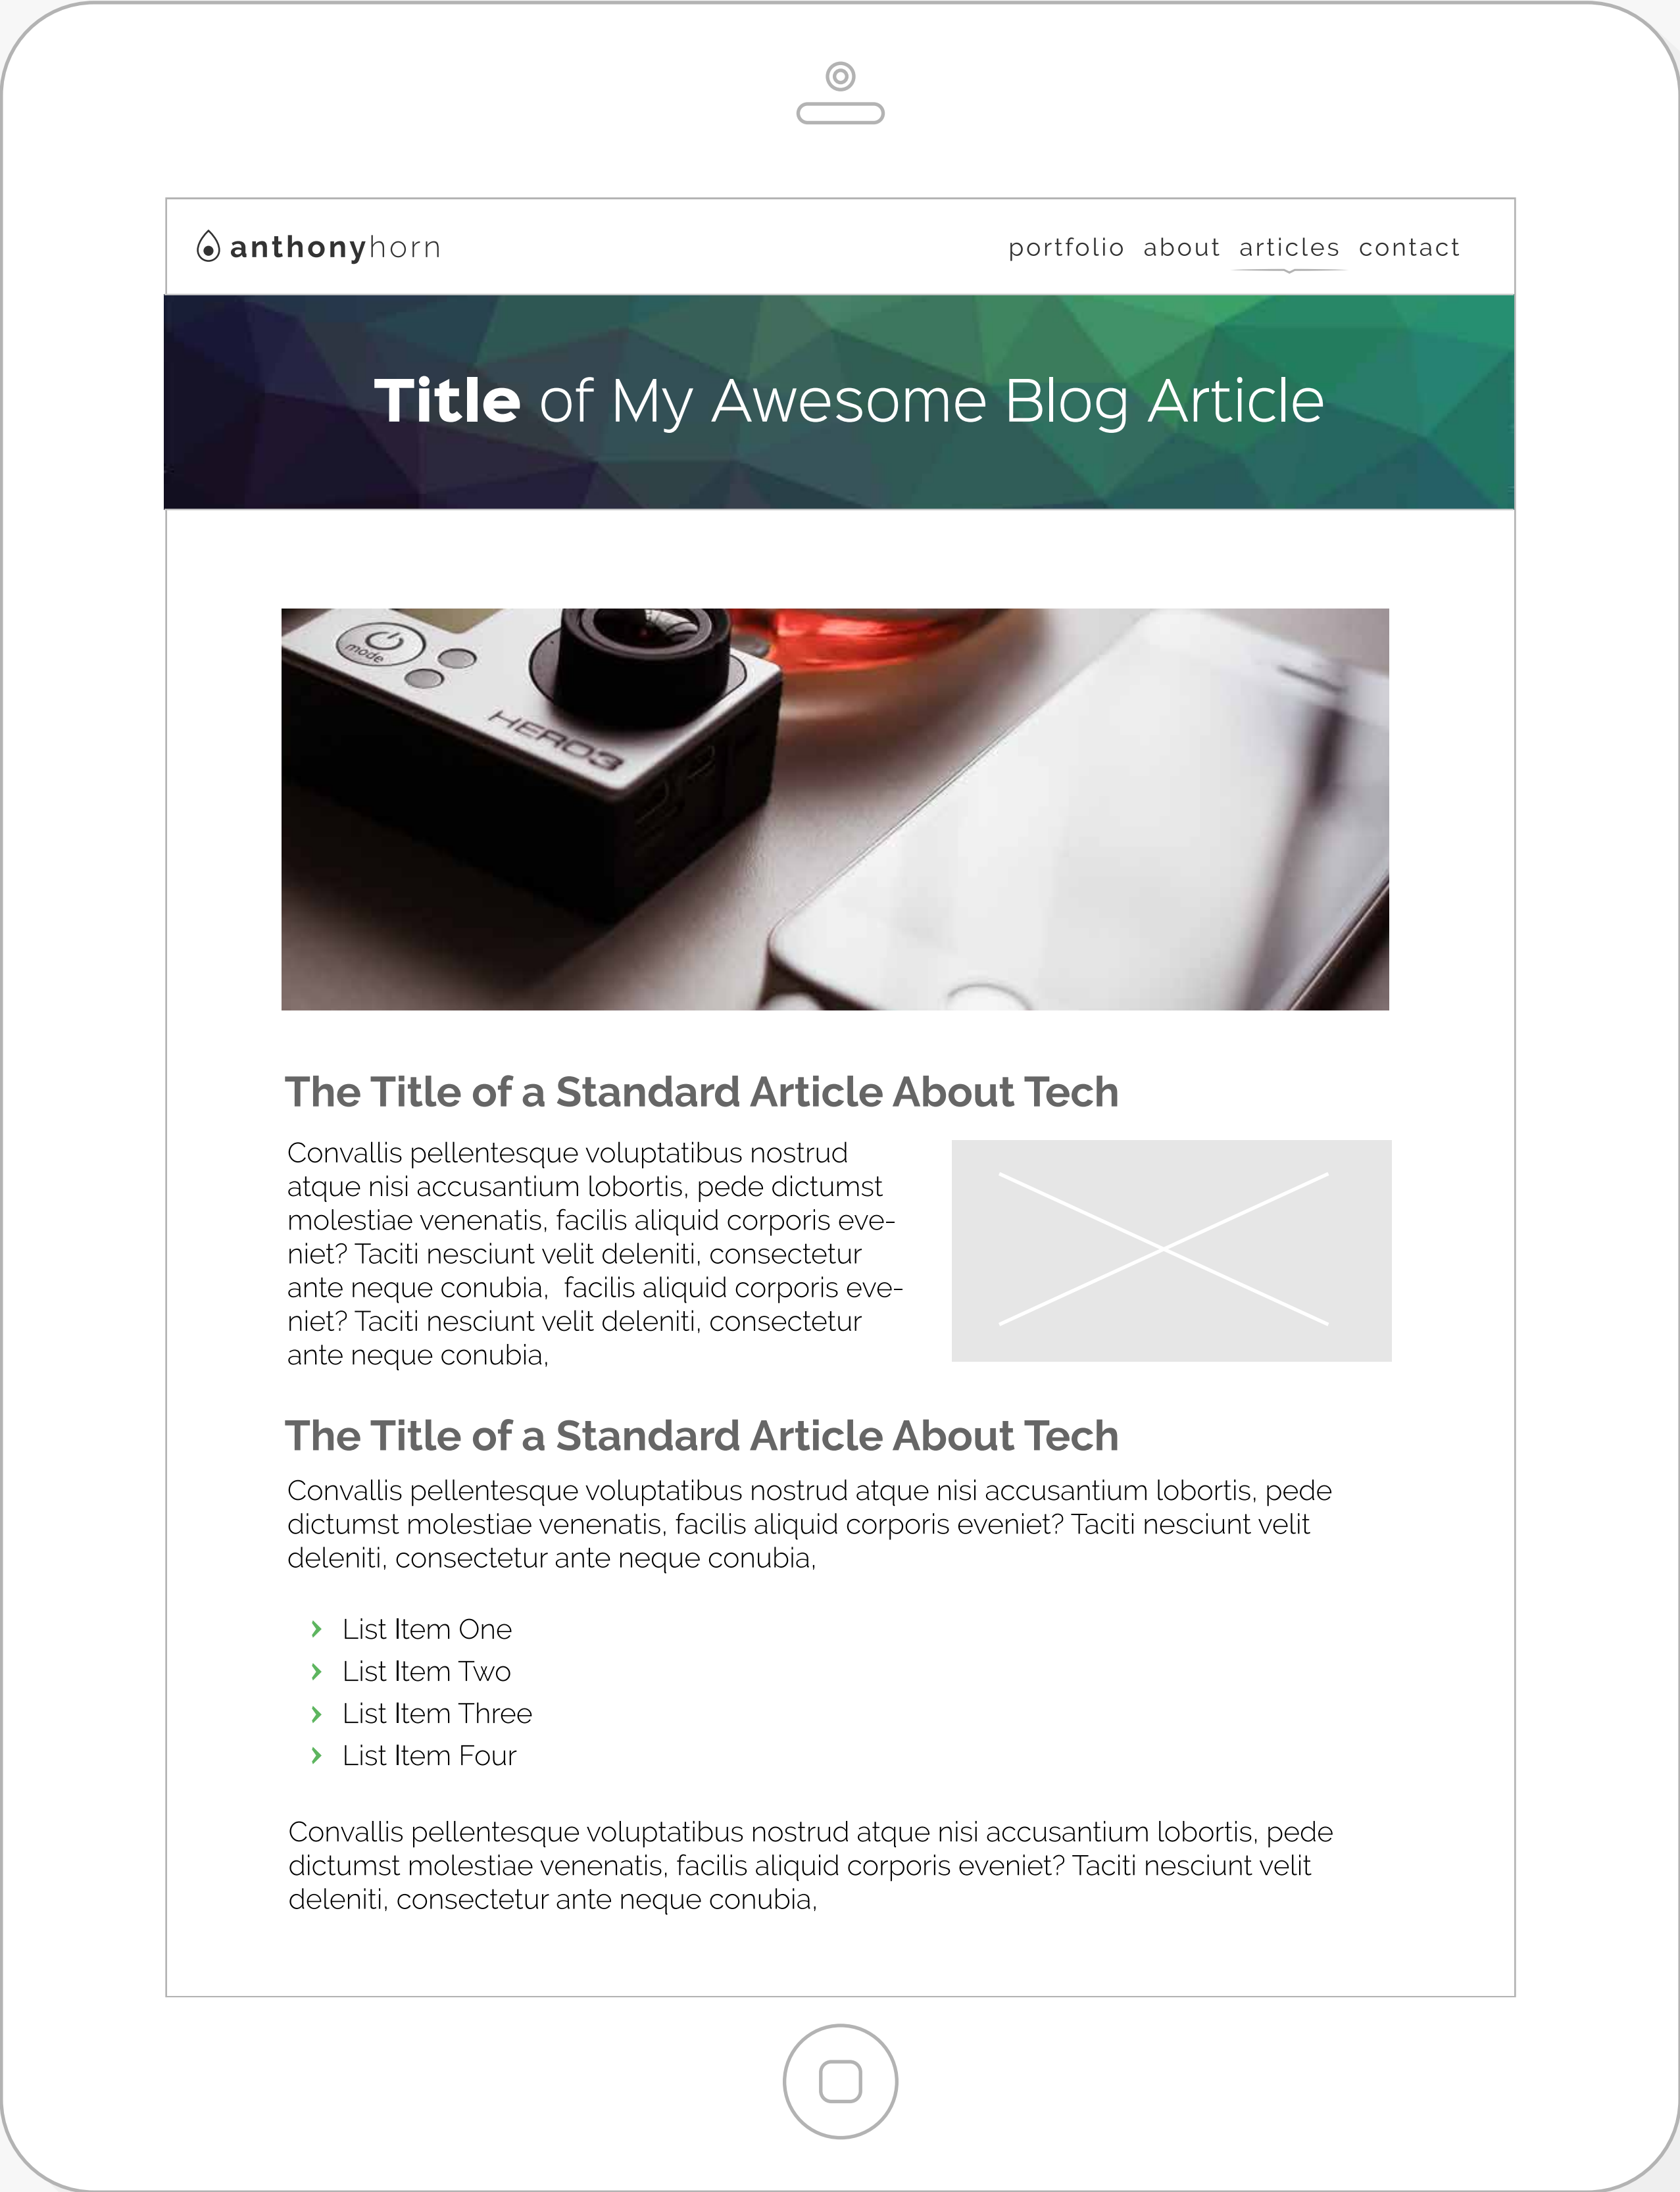 anthonyhorn
portfolio about articles contact
Title of My Awesome Blog Article
mode
HERO3
The Title of a Standard Article About Tech
Convallis pellentesque voluptatibus nostrud
atque nisi accusantium lobortis, pede dictumst
molestiae venenatis, facilis aliquid corporis eve-
niet? Taciti nesciunt velit deleniti, consectetur
ante neque conubia,  facilis aliquid corporis eve-
niet? Taciti nesciunt velit deleniti, consectetur
ante neque conubia,
The Title of a Standard Article About Tech
Convallis pellentesque voluptatibus nostrud atque nisi accusantium lobortis, pede
dictumst molestiae venenatis, facilis aliquid corporis eveniet? Taciti nesciunt velit
deleniti, consectetur ante neque conubia,
List Item One
List Item Two
List Item Three
List Item Four
Convallis pellentesque voluptatibus nostrud atque nisi accusantium lobortis, pede
dictumst molestiae venenatis, facilis aliquid corporis eveniet? Taciti nesciunt velit
deleniti, consectetur ante neque conubia,